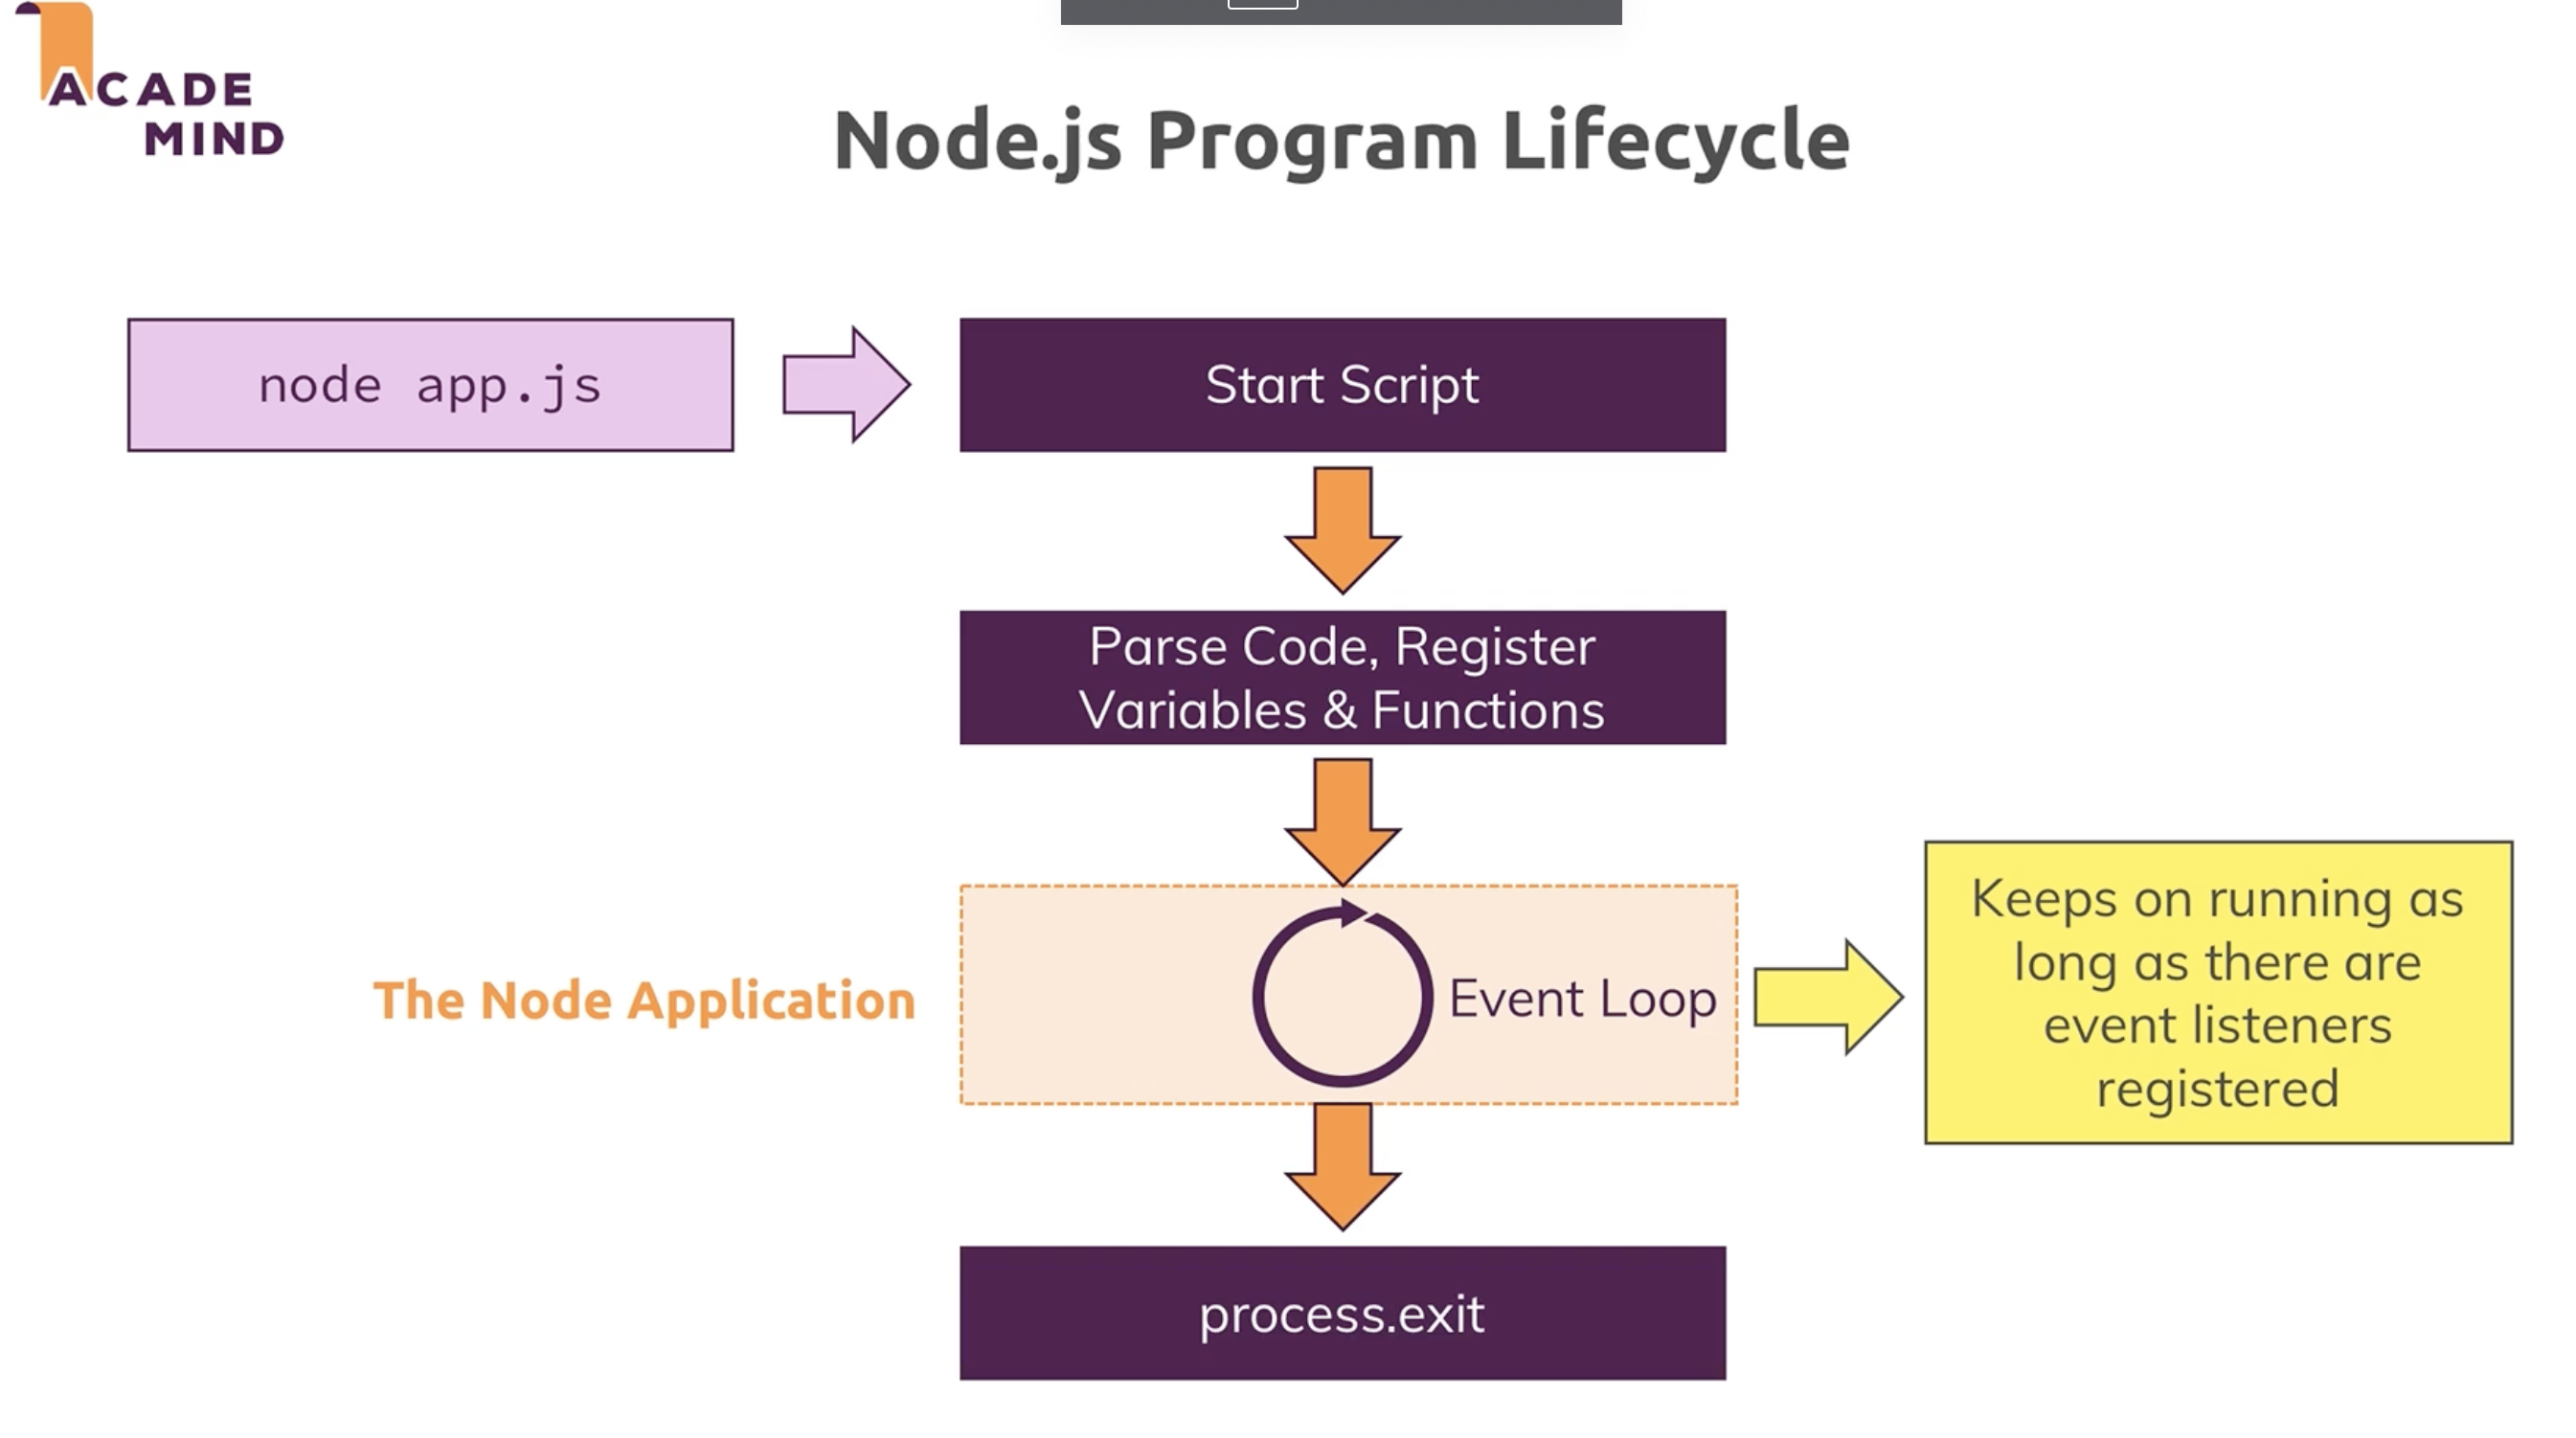 ACADE
MIND
Node.js Program Lifecycle
node app.js
Start Script
Parse Code, Register
Variables & Functions
The Node Application
Event Loop
Keeps on running as
long as there are
event listeners
registered
process.exit